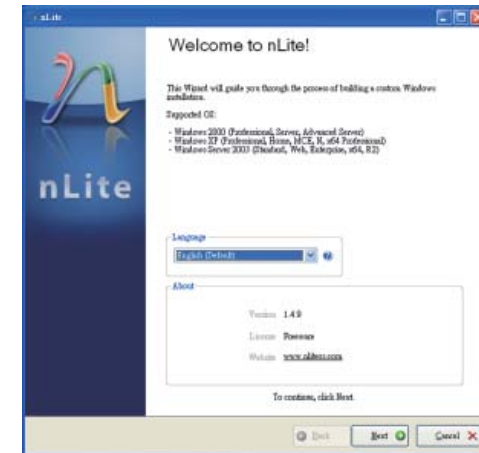 nLite
Welcome to nLite!
This Wizard will guide you through the process of building a custom Windows
installation.
Supported OS:
- Windows 2000 (Professional, Server, Advanced Server)
- Windows XP (Professional, Home, MCE, N, x64 Professional)
- Windows Server 2003 (Standard, Web, Enterprise, x64, R2)
nLite
Language
English (Default)
About
Version 1.4.9
License Freeware
Website www.nliteos.com
To continue, click Next
Back Next Cancel